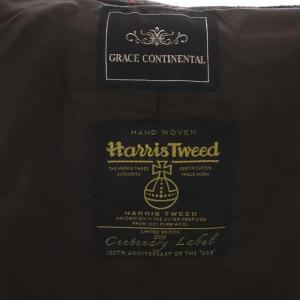 GRACE CONTINENTAL
HAND WOVEN
Harris Tweed
THE HARRIS TWEED CERTIFICATION
AUTHORITY TRADE MARK
HARRIS TWEED
HANDWOVEN IN THE OUTER HEBRIDES
FROM 100% PURE WOOL
LIMITED EDITION
2010
Centenary Label
100TH ANNIVERSARY OF THE "ORB"